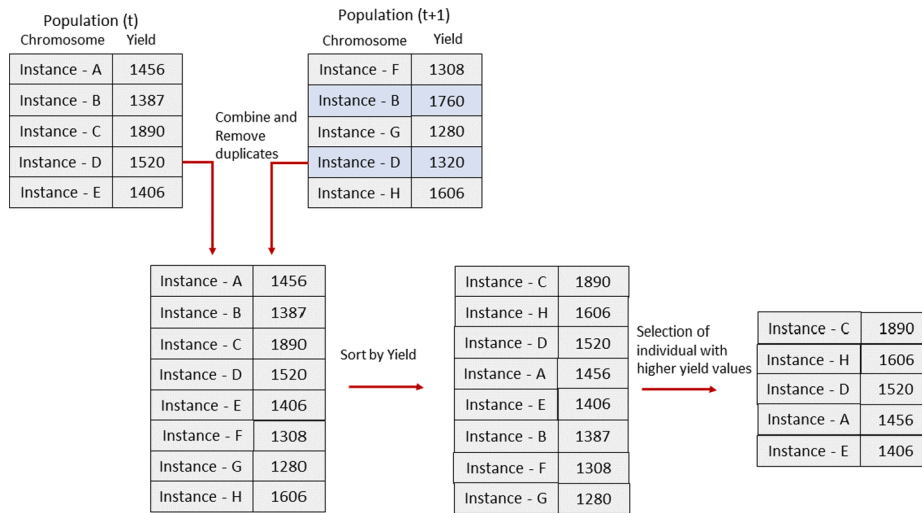 Population (t)
Chromosome Yield
Instance - A 1456
Instance - B 1387
Instance - C 1890
Instance - D 1520
Instance - E 1406
Population (t+1)
Chromosome Yield
Instance - F 1308
Instance - B 1760
Instance - G 1280
Instance - D 1320
Instance - H 1606
Combine and
Remove
duplicates
Instance - A 1456
Instance - B 1387
Instance - C 1890
Instance - D 1520
Instance - E 1406
Instance - F 1308
Instance - G 1280
Instance - H 1606
Sort by Yield
Instance - C 1890
Instance - H 1606
Instance - D 1520
Instance - A 1456
Instance - E 1406
Instance - B 1387
Instance - F 1308
Instance - G 1280
Selection of
individual with
higher yield values
Instance - C 1890
Instance - H 1606
Instance - D 1520
Instance - A 1456
Instance - E 1406